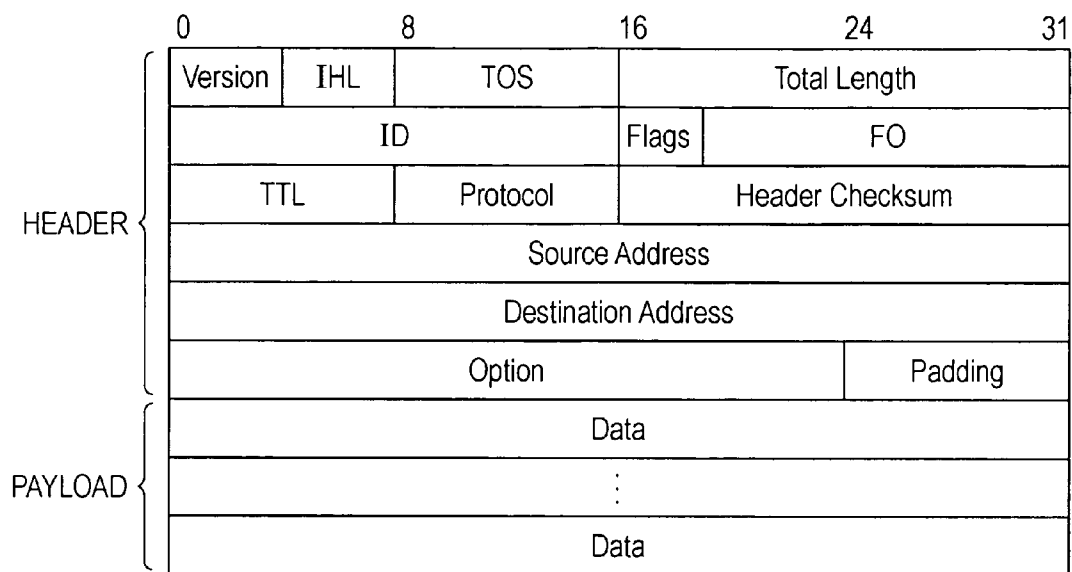 0 8 16 24 31
Version IHL TOS Total Length
ID Flags FO
TTL Protocol Header Checksum
HEADER
Source Address
Destination Address
Option Padding
Data
PAYLOAD
⋮
Data